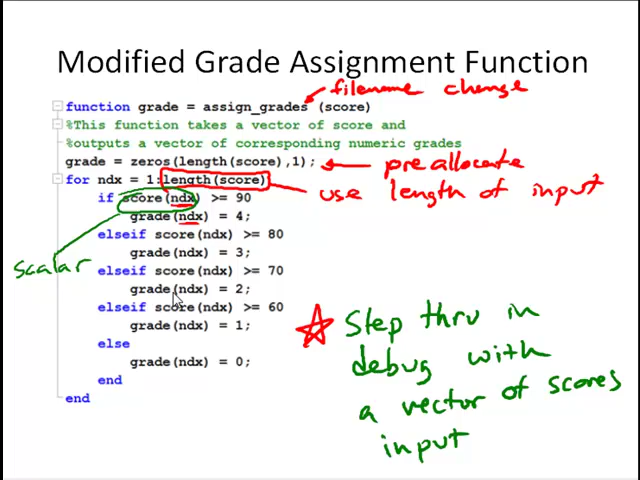 Modified Grade Assignment Function
filename change
function grade = assign_grades (score)
%This function takes a vector of score and
%outputs a vector of corresponding numeric grades
grade = zeros(length(score),1);
preallocate
for ndx = 1:length(score)
use length of input
if score(ndx) >= 90
grade(ndx) = 4;
elseif score(ndx) >= 80
grade(ndx) = 3;
scalar
elseif score(ndx) >= 70
grade(ndx) = 2;
elseif score(ndx) >= 60
grade(ndx) = 1;
else
grade(ndx) = 0;
end
end
Step thru in
debug with
a vector of scores
input